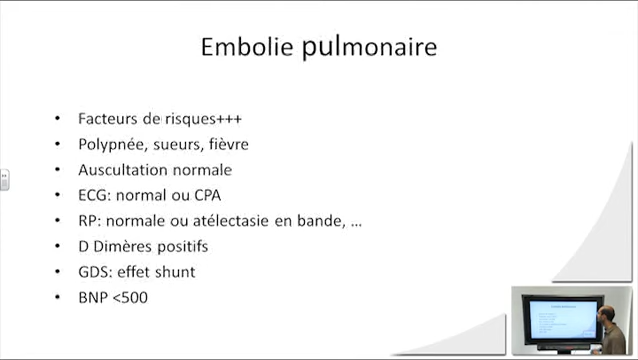 Embolie pulmonaire
• Facteurs de risques+++
• Polypnée, sueurs, fièvre
• Auscultation normale
• ECG: normal ou CPA
• RP: normale ou atélectasie en bande, …
• D Dimères positifs
• GDS: effet shunt
• BNP <500